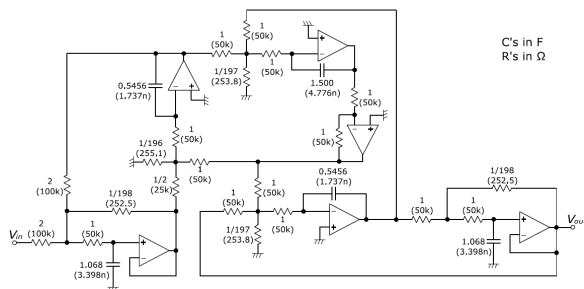 C's in F
R's in Ω
1
(50k)
1
(50k)
1/197
(253.8)
1
(50k)
-
+
1.500
(4.776n)
0.5456
(1.737n)
-
+
1
(50k)
1
(50k)
-
+
1
(50k)
1/196
(255.1)
1
(50k)
2
(100k)
1/2
(25k)
1/198
(252.5)
Vin
2
(100k)
1
(50k)
1.068
(3.398n)
+
-
1
(50k)
1
(50k)
1
(50k)
1/197
(253.8)
0.5456
(1.737n)
-
+
1/198
(252.5)
1
(50k)
1
(50k)
1.068
(3.398n)
+
-
Vou